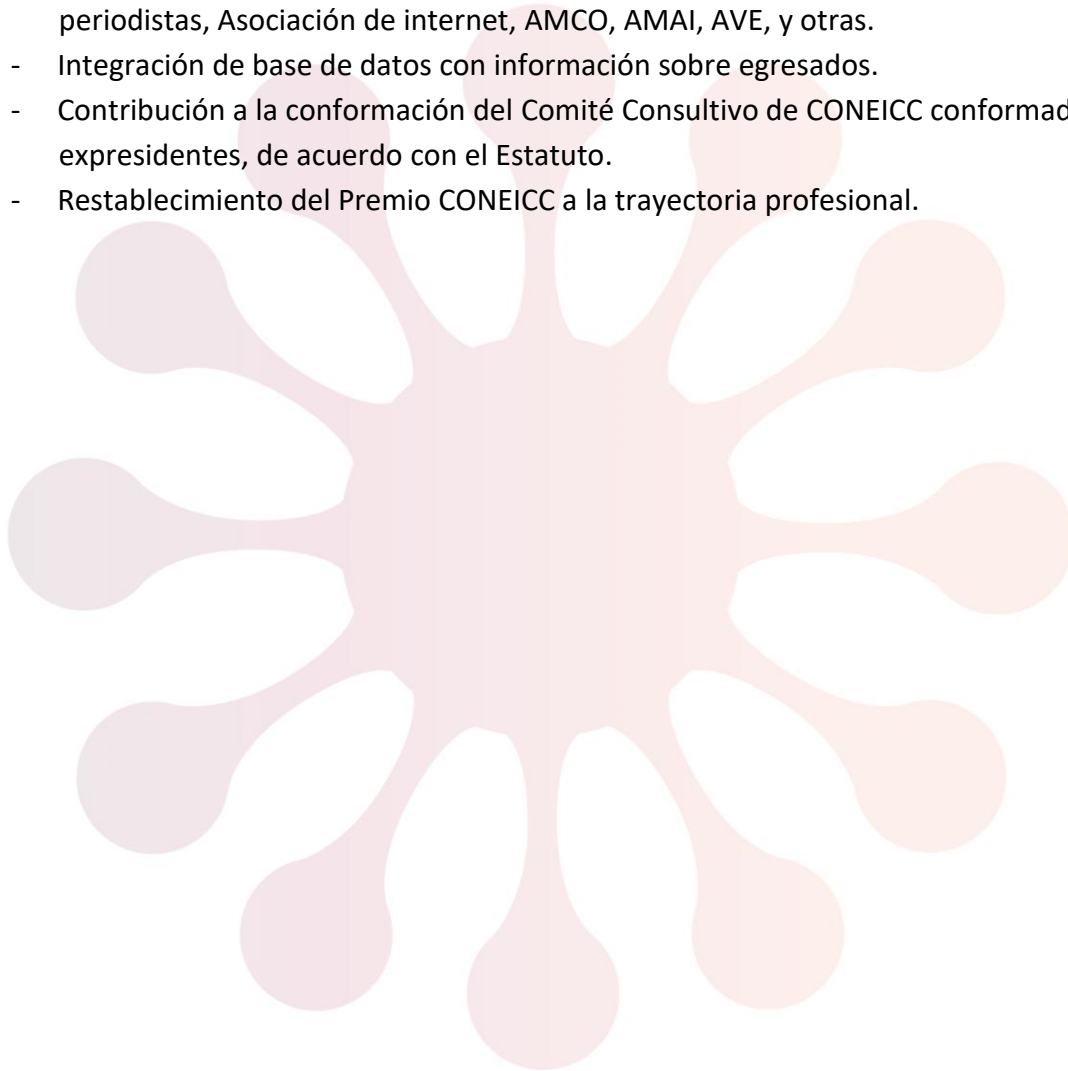 periodistas, Asociación de internet, AMCO, AMAI, AVE, y otras.
- Integración de base de datos con información sobre egresados.
- Contribución a la conformación del Comité Consultivo de CONEICC conformad
expresidentes, de acuerdo con el Estatuto.
- Restablecimiento del Premio CONEICC a la trayectoria profesional.